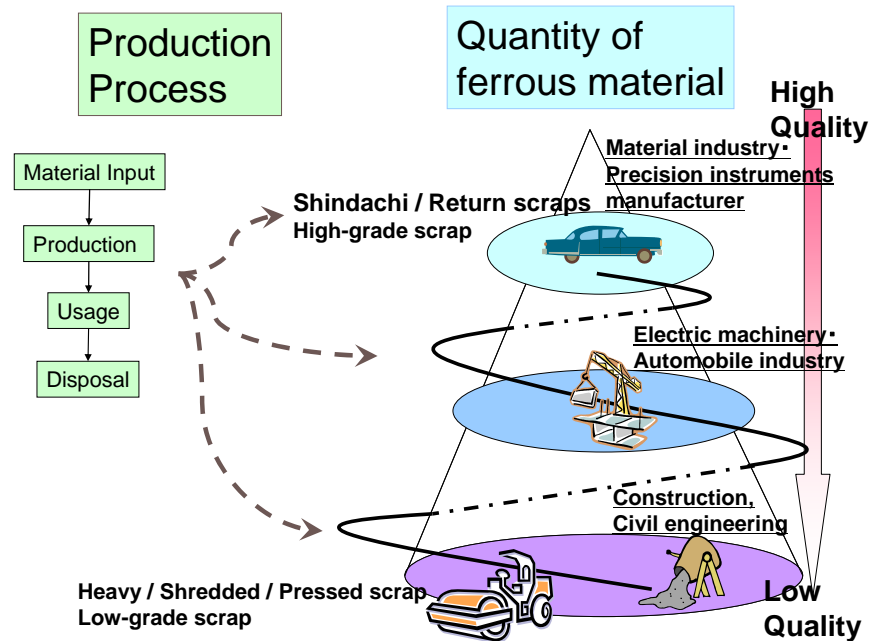 Production
Process
Quantity of
ferrous material
High
Quality
Material Input
Production
Usage
Disposal
Material industry・
Precision instruments
manufacturer
Shindachi / Return scraps
High-grade scrap
Electric machinery・
Automobile industry
Construction,
Civil engineering
Heavy / Shredded / Pressed scrap
Low-grade scrap
Low
Quality